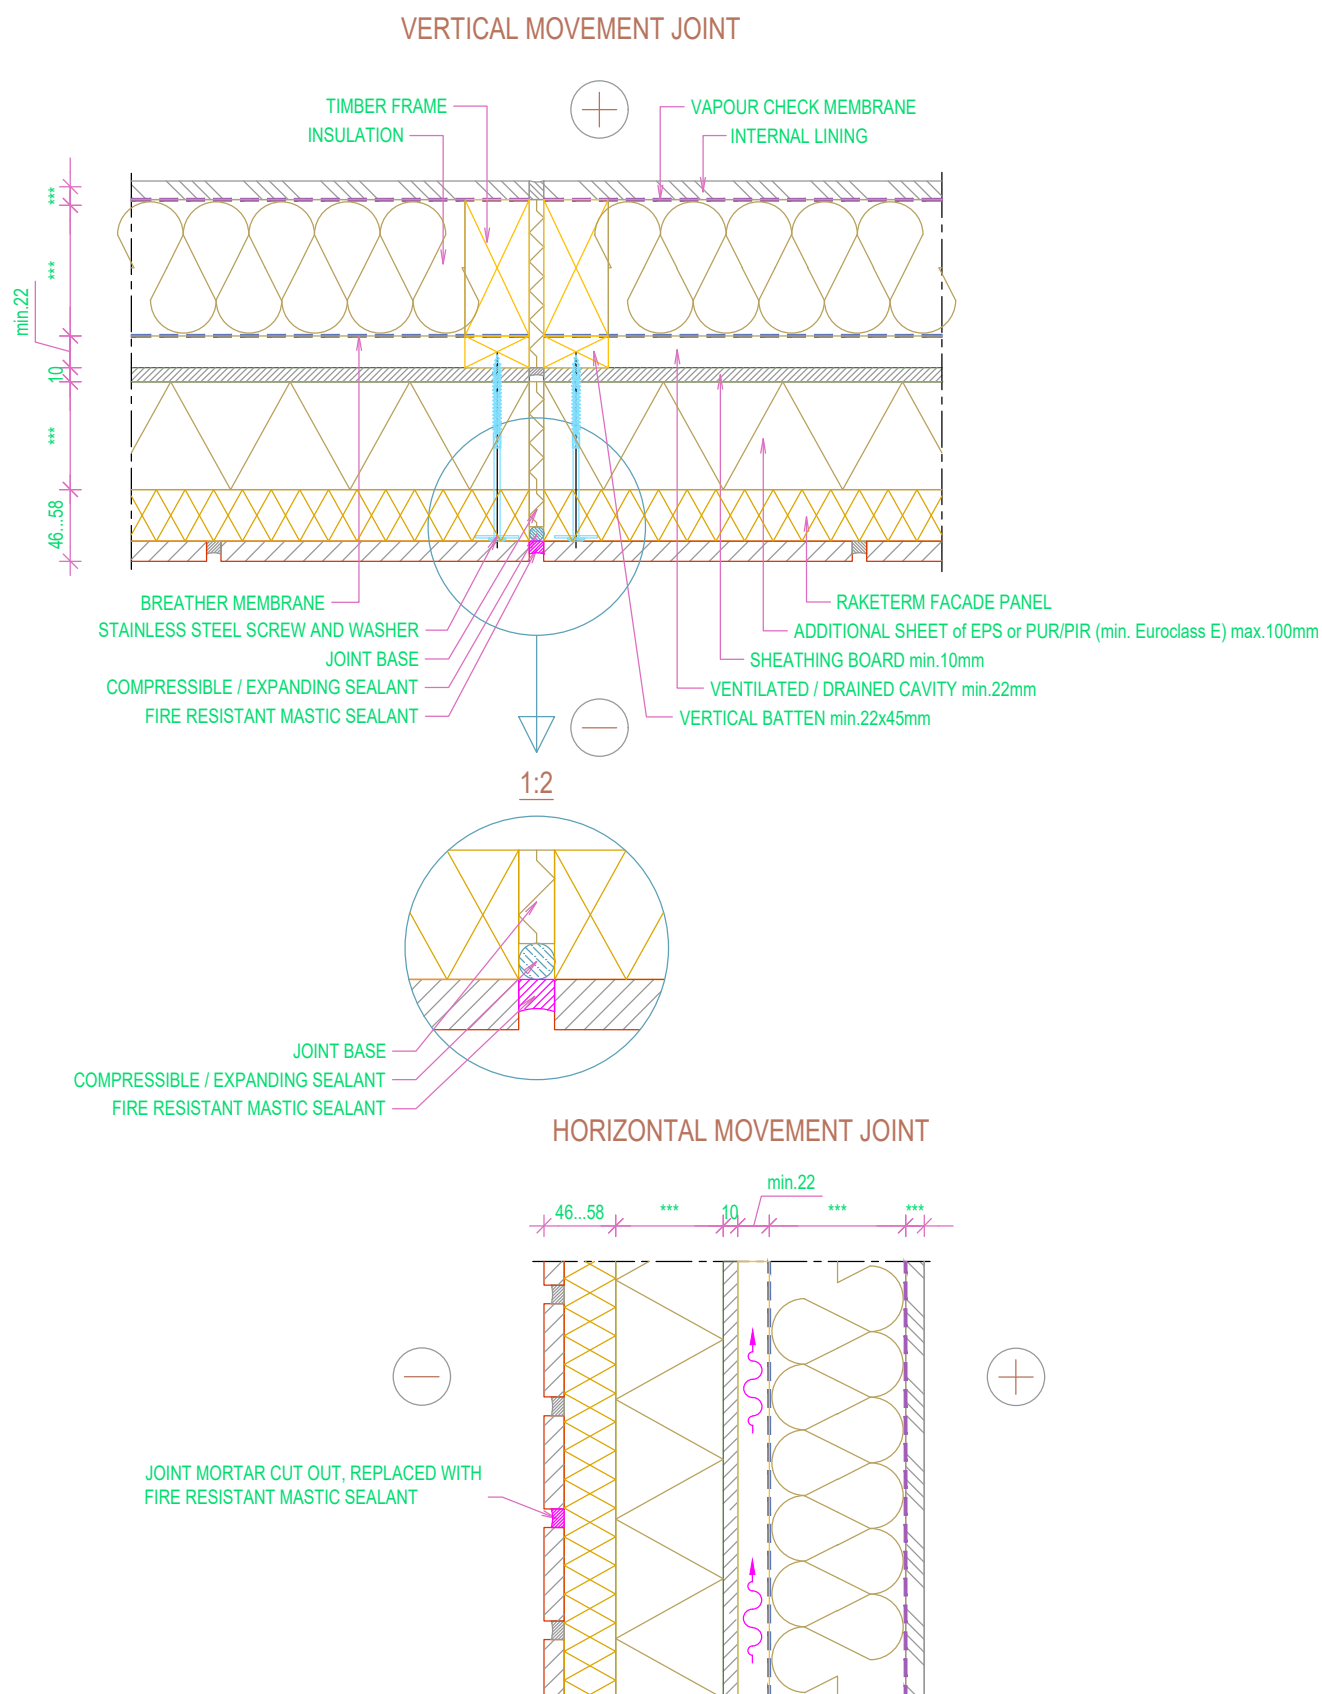 VERTICAL MOVEMENT JOINT
TIMBER FRAME
VAPOUR CHECK MEMBRANE
INSULATION
INTERNAL LINING
***
***
min.22
10
***
46...58
BREATHER MEMBRANE
STAINLESS STEEL SCREW AND WASHER
JOINT BASE
COMPRESSIBLE / EXPANDING SEALANT
FIRE RESISTANT MASTIC SEALANT
RAKETERM FACADE PANEL
ADDITIONAL SHEET of EPS or PUR/PIR (min. Euroclass E) max.100mm
SHEATHING BOARD min.10mm
VENTILATED / DRAINED CAVITY min.22mm
VERTICAL BATTEN min.22x45mm
1:2
JOINT BASE
COMPRESSIBLE / EXPANDING SEALANT
FIRE RESISTANT MASTIC SEALANT
HORIZONTAL MOVEMENT JOINT
min.22
46...58 *** 10 *** ***
JOINT MORTAR CUT OUT, REPLACED WITH
FIRE RESISTANT MASTIC SEALANT